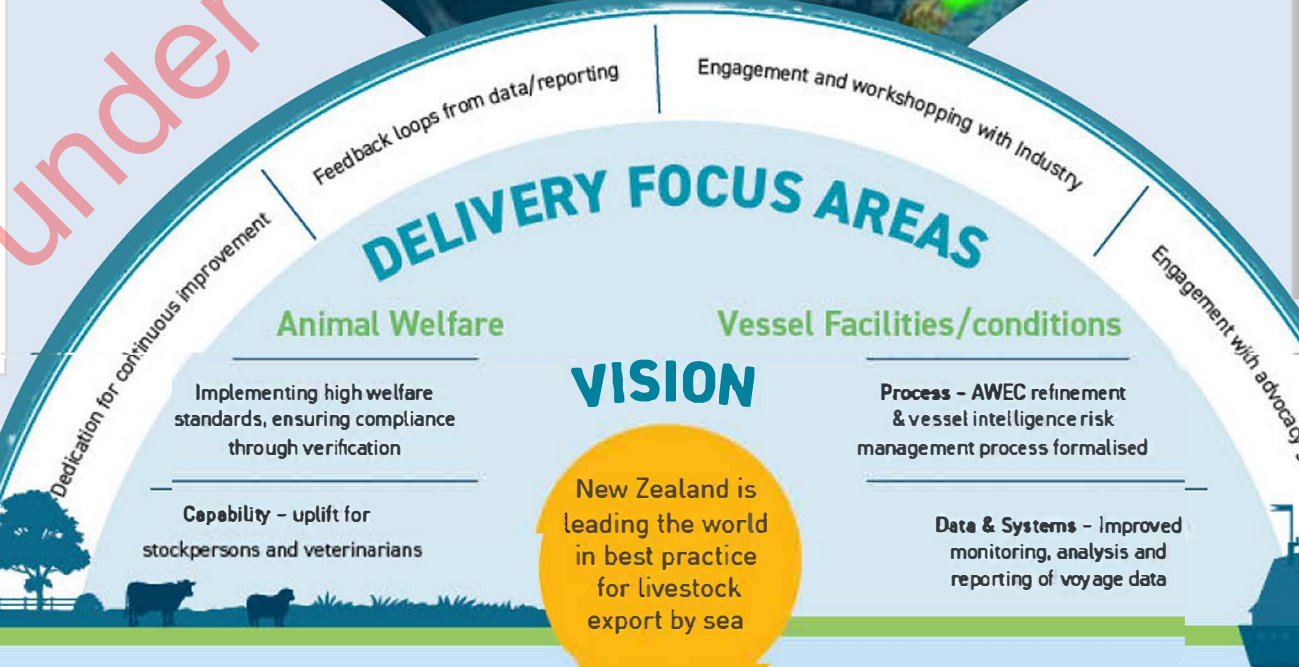 under
Dedication for continuous improvement
Feedback loops from data/reporting
Engagement and workshopping with Industry
Engagement with advocacy
DELIVERY FOCUS AREAS
Animal Welfare
Implementing high welfare
standards, ensuring compliance
through verification
Capability – uplift for
stockpersons and veterinarians
VISION
New Zealand is
leading the world
in best practice
for livestock
export by sea
Vessel Facilities/conditions
Process – AWEC refinement
& vessel intelligence risk
management process formalised
Data & Systems – Improved
monitoring, analysis and
reporting of voyage data